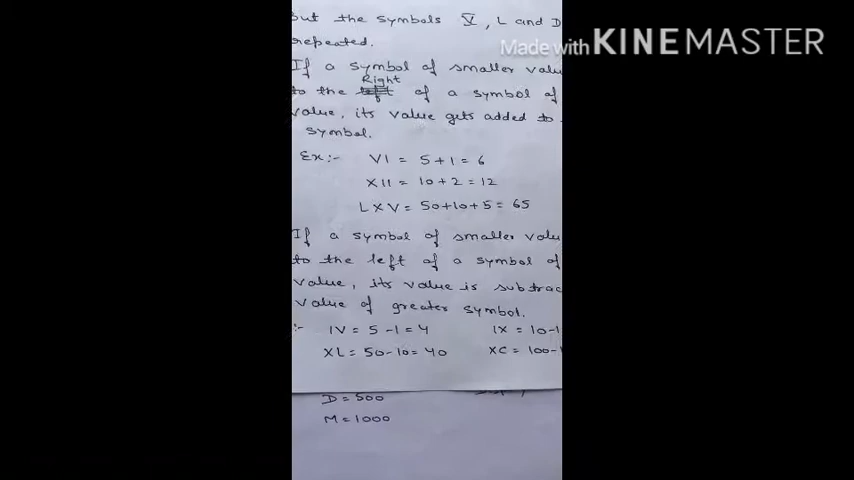 But the symbols V, L and D
repeated.
If a symbol of smaller valu
Right
to the left of a symbol of
value, its value gets added to
symbol.
Ex:- VI = 5+1 = 6
XII = 10+2 = 12
LXV = 50+10+5 = 65
If a symbol of smaller valu
to the left of a symbol of
value, its value is subtrac
value of greater symbol.
:- IV = 5-1 = 4 IX = 10-1
XL = 50-10 = 40 XC = 100-1
D = 500
M = 1000
Made with KINEMASTER